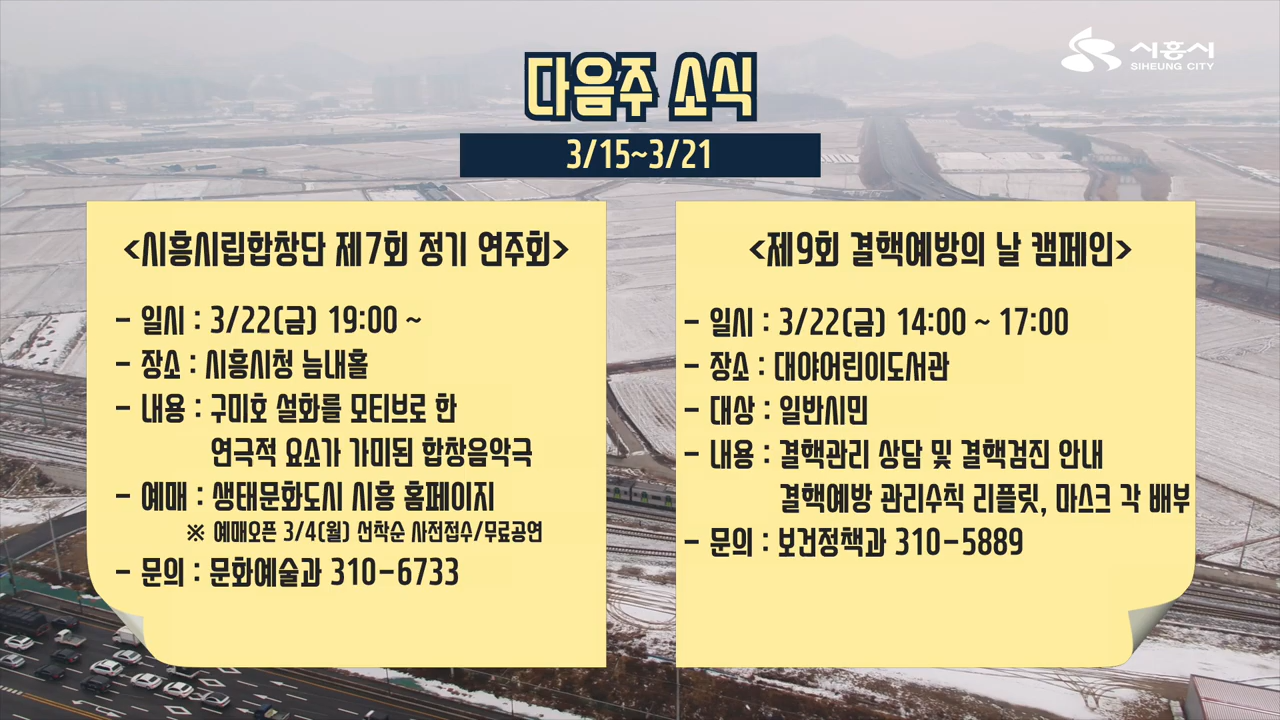 시흥시
SIHEUNG CITY
다음주 소식
3/15~3/21
<시흥시립합창단 제7회 정기 연주회>
- 일시 : 3/22(금) 19:00 ~
- 장소 : 시흥시청 늠내홀
- 내용 : 구미호 설화를 모티브로 한
연극적 요소가 가미된 합창음악극
- 예매 : 생태문화도시 시흥 홈페이지
※ 예매오픈 3/4(월) 선착순 사전접수/무료공연
- 문의 : 문화예술과 310-6733
<제9회 결핵예방의 날 캠페인>
- 일시 : 3/22(금) 14:00 ~ 17:00
- 장소 : 대야어린이도서관
- 대상 : 일반시민
- 내용 : 결핵관리 상담 및 결핵검진 안내
결핵예방 관리수칙 리플릿, 마스크 각 배부
- 문의 : 보건정책과 310-5889